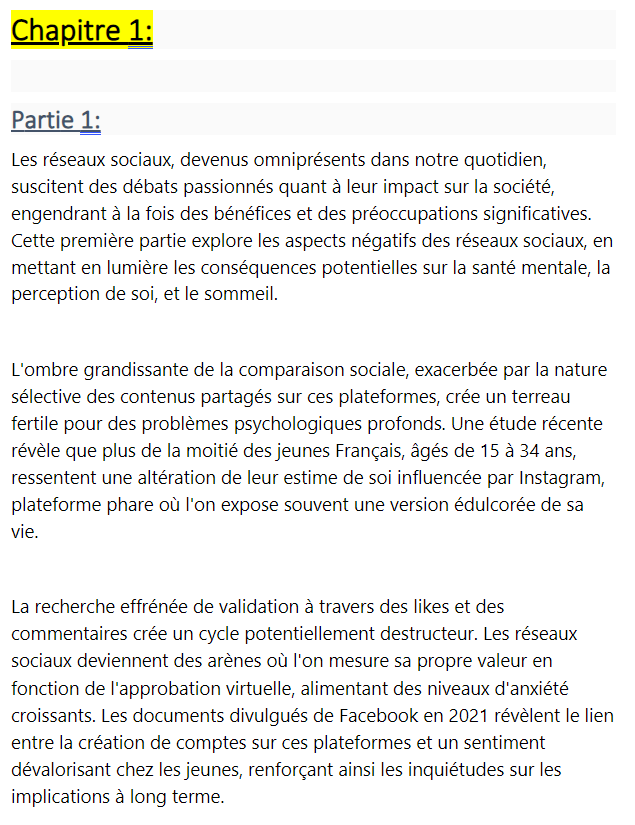 Chapitre 1:
Partie 1:
Les réseaux sociaux, devenus omniprésents dans notre quotidien,
suscitent des débats passionnés quant à leur impact sur la société,
engendrant à la fois des bénéfices et des préoccupations significatives.
Cette première partie explore les aspects négatifs des réseaux sociaux, en
mettant en lumière les conséquences potentielles sur la santé mentale, la
perception de soi, et le sommeil.
L'ombre grandissante de la comparaison sociale, exacerbée par la nature
sélective des contenus partagés sur ces plateformes, crée un terreau
fertile pour des problèmes psychologiques profonds. Une étude récente
révèle que plus de la moitié des jeunes Français, âgés de 15 à 34 ans,
ressentent une altération de leur estime de soi influencée par Instagram,
plateforme phare où l'on expose souvent une version édulcorée de sa
vie.
La recherche effrénée de validation à travers des likes et des
commentaires crée un cycle potentiellement destructeur. Les réseaux
sociaux deviennent des arènes où l'on mesure sa propre valeur en
fonction de l'approbation virtuelle, alimentant des niveaux d'anxiété
croissants. Les documents divulgués de Facebook en 2021 révèlent le lien
entre la création de comptes sur ces plateformes et un sentiment
dévalorisant chez les jeunes, renforçant ainsi les inquiétudes sur les
implications à long terme.